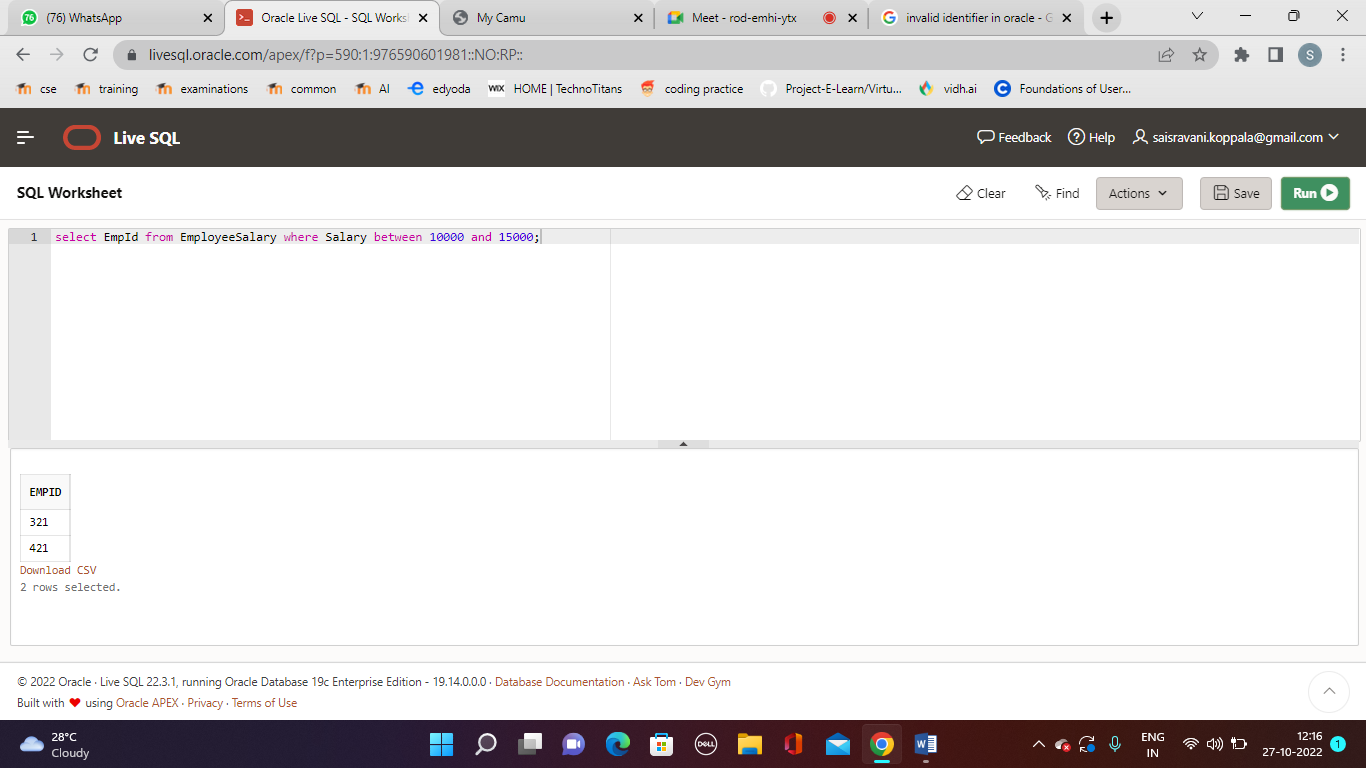 (76) WhatsApp
Oracle Live SQL - SQL Works
My Camu
Meet - rod-emhi-ytx
invalid identifier in oracle - G
livesql.oracle.com/apex/f?p=590:1:976590601981::NO:RP::
S
cse
training
examinations
common
AI
edyoda
WIX HOME | TechnoTitans
coding practice
Project-E-Learn/Virtu...
vidh.ai
Foundations of User...
Live SQL
Feedback
Help
saisravani.koppala@gmail.com
SQL Worksheet
Clear
Find
Actions
Save
Run
1 select EmpId from EmployeeSalary where Salary between 10000 and 15000;
EMPID
321
421
Download CSV
2 rows selected.
© 2022 Oracle · Live SQL 22.3.1, running Oracle Database 19c Enterprise Edition - 19.14.0.0.0 · Database Documentation · Ask Tom · Dev Gym
Built with ❤ using Oracle APEX · Privacy · Terms of Use
28°C
Cloudy
DELL
ENG
IN
12:16
27-10-2022
1